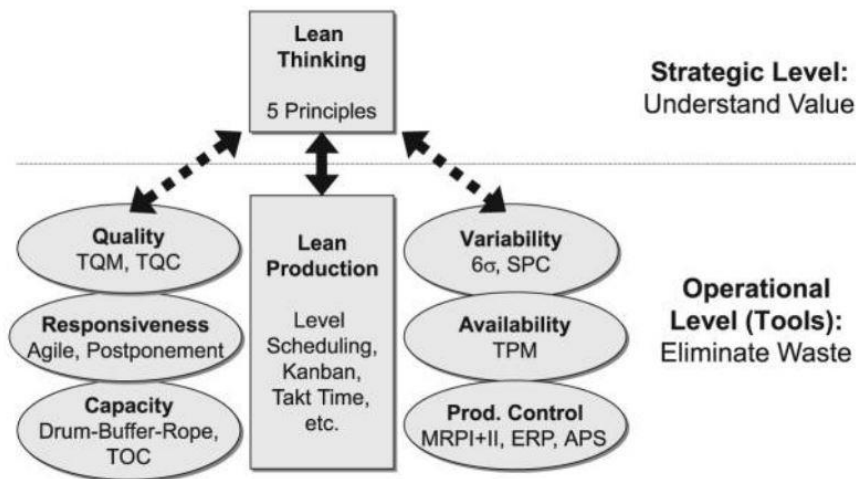 Lean
Thinking
5 Principles
Strategic Level:
Understand Value
Quality
TQM, TQC
Responsiveness
Agile, Postponement
Capacity
Drum-Buffer-Rope,
TOC
Lean
Production
Level
Scheduling,
Kanban,
Takt Time,
etc.
Variability
6σ, SPC
Availability
TPM
Prod. Control
MRPI+II, ERP, APS
Operational
Level (Tools):
Eliminate Waste